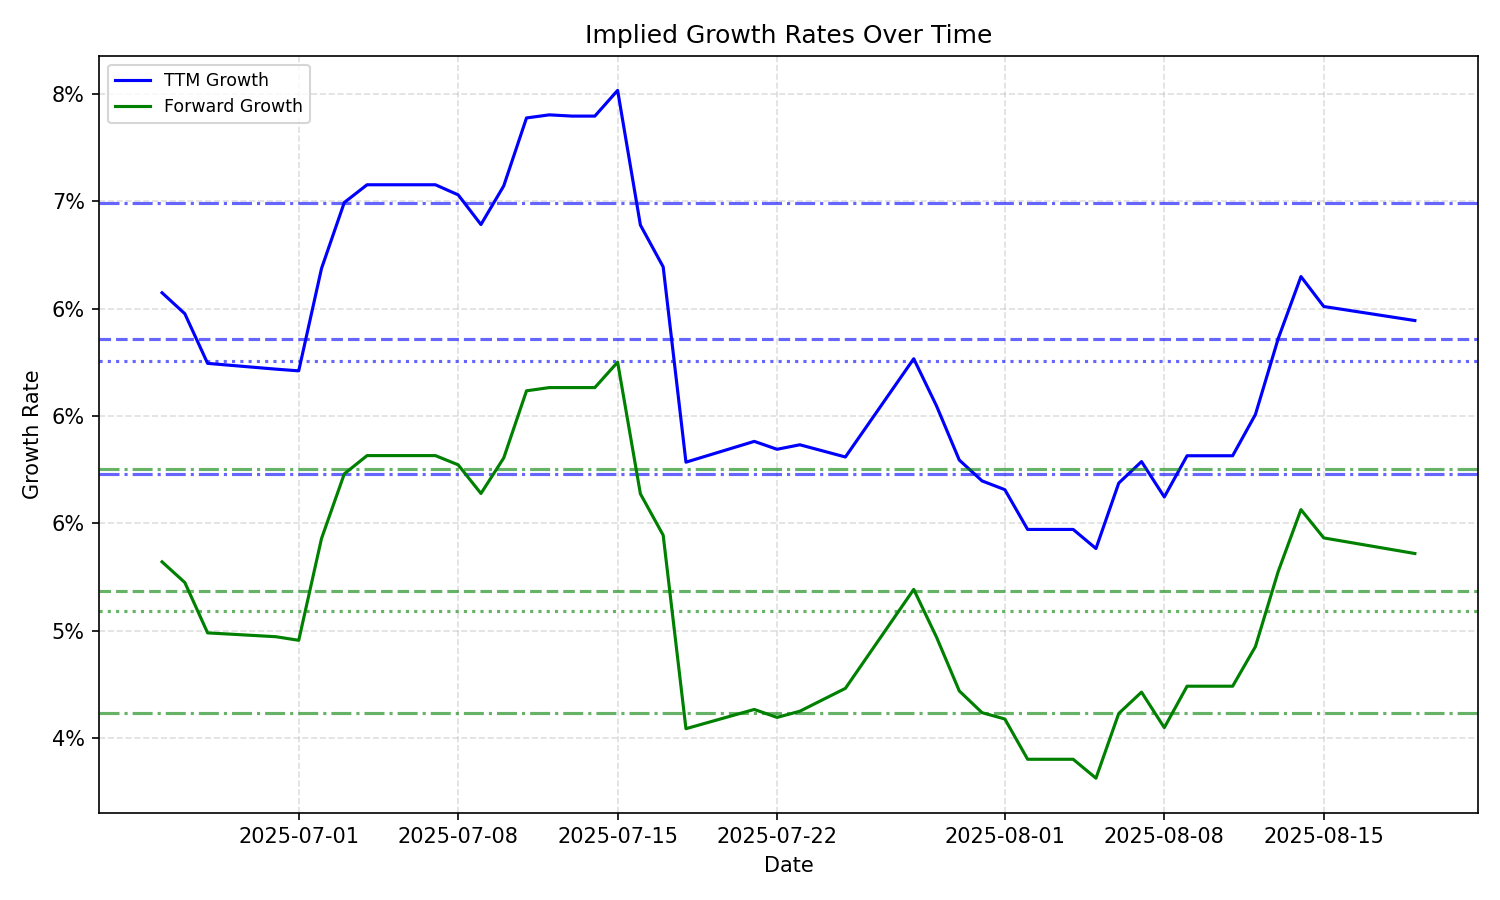 Implied Growth Rates Over Time
TTM Growth
Forward Growth
8%
7%
6%
6%
6%
5%
4%
Growth Rate
2025-07-01
2025-07-08
2025-07-15
2025-07-22
2025-08-01
2025-08-08
2025-08-15
Date